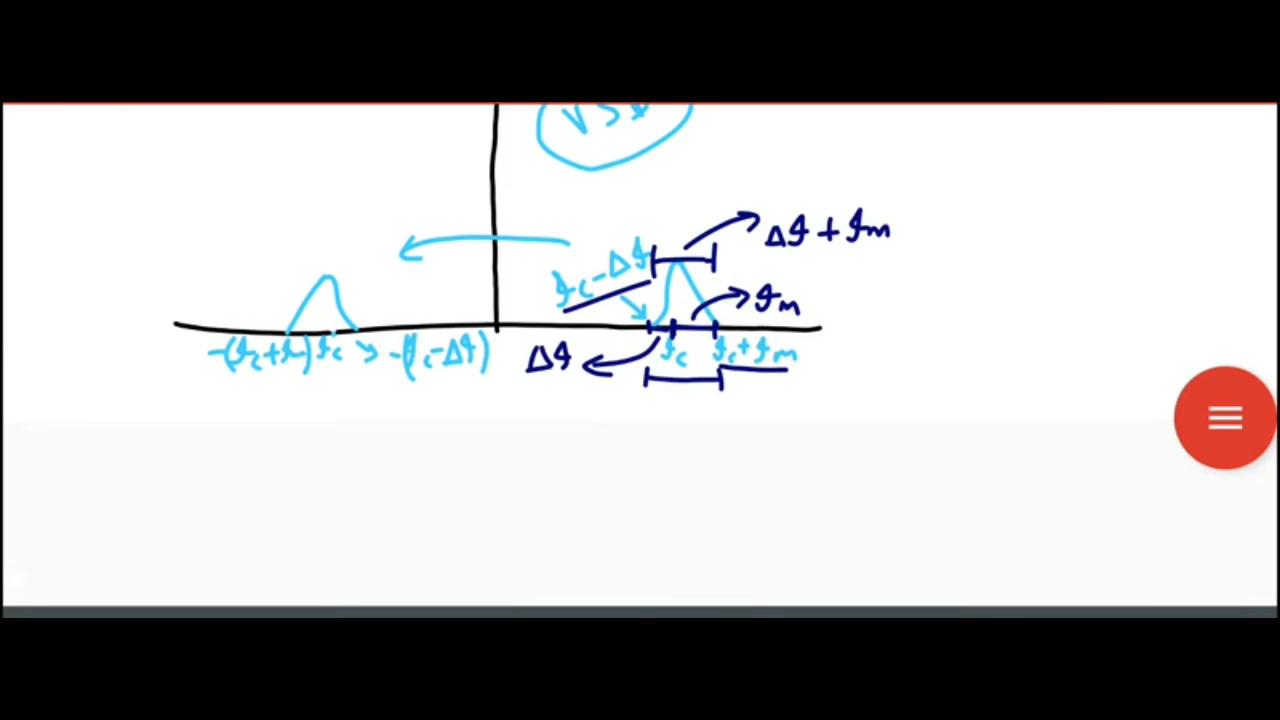 Δf + fm
fc - Δf
fm
-(fc+fm) fc -(fc-Δf) Δf fc fc+fm